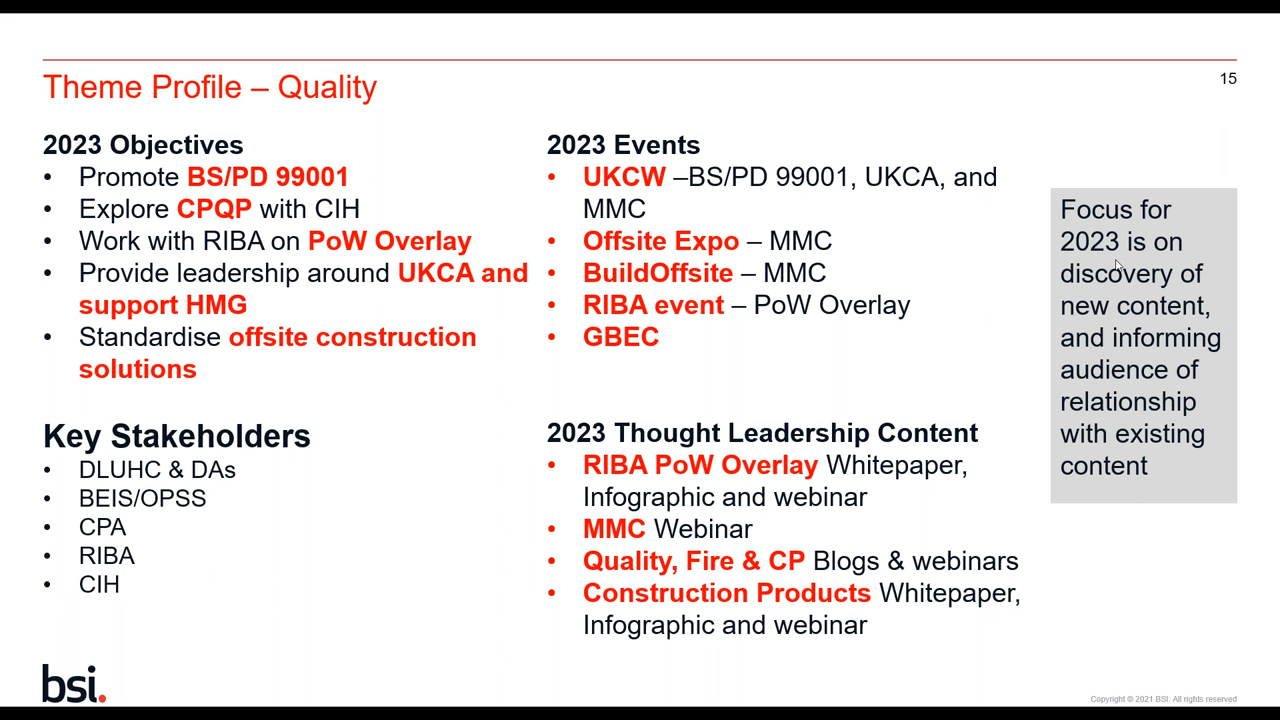 Theme Profile – Quality
15
2023 Objectives
• Promote BS/PD 99001
• Explore CPQP with CIH
• Work with RIBA on PoW Overlay
• Provide leadership around UKCA and
support HMG
• Standardise offsite construction
solutions
Key Stakeholders
• DLUHC & DAs
• BEIS/OPSS
• CPA
• RIBA
• CIH
2023 Events
• UKCW –BS/PD 99001, UKCA, and
MMC
• Offsite Expo – MMC
• BuildOffsite – MMC
• RIBA event – PoW Overlay
• GBEC
2023 Thought Leadership Content
• RIBA PoW Overlay Whitepaper,
Infographic and webinar
• MMC Webinar
• Quality, Fire & CP Blogs & webinars
• Construction Products Whitepaper,
Infographic and webinar
Focus for
2023 is on
discovery of
new content,
and informing
audience of
relationship
with existing
content
bsi.
Copyright © 2021 BSI. All rights reserved